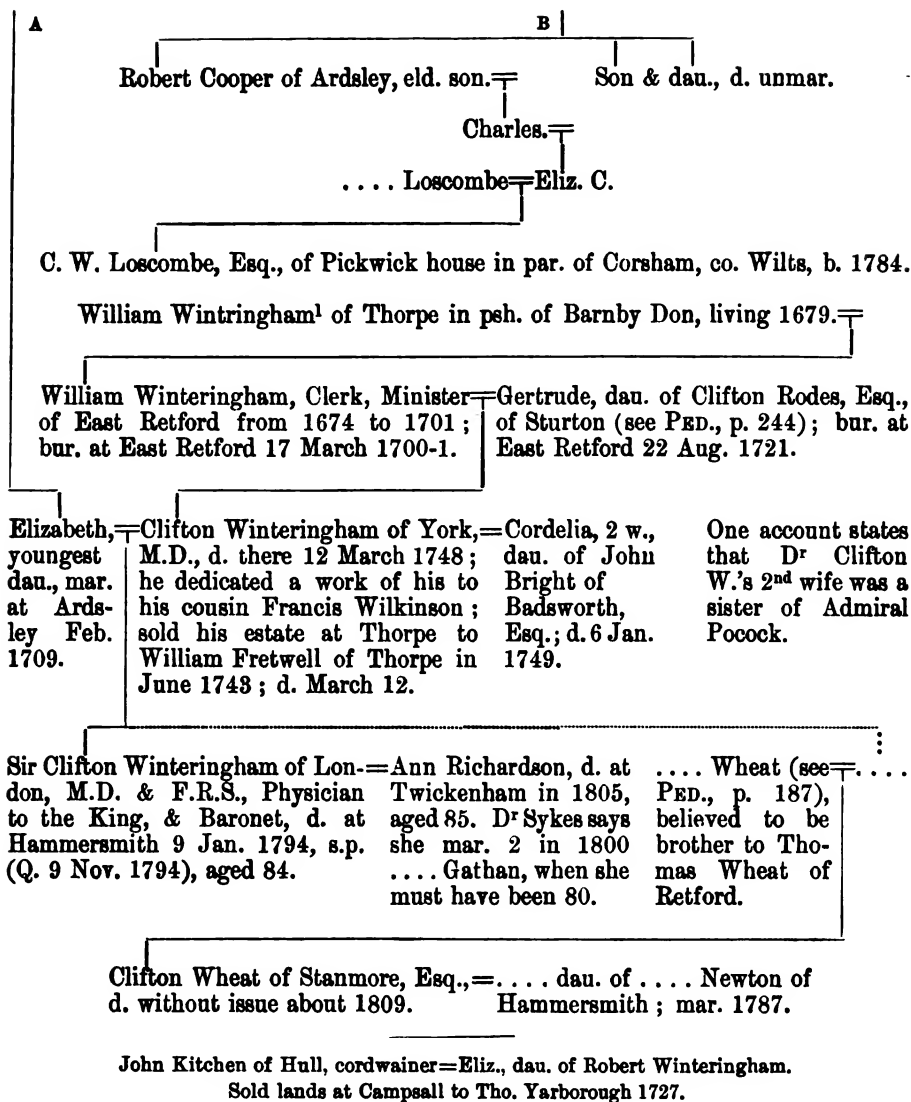 A B
Robert Cooper of Ardsley, eld. son.= Son & dau., d. unmar.
Charles.=
.... Loscombe=Eliz. C.
C. W. Loscombe, Esq., of Pickwick house in par. of Corsham, co. Wilts, b. 1784.
William Wintringham¹ of Thorpe in psh. of Barnby Don, living 1679.=
William Winteringham, Clerk, Minister=Gertrude, dau. of Clifton Rodes, Esq.,
of East Retford from 1674 to 1701; of Sturton (see PED., p. 244); bur. at
bur. at East Retford 17 March 1700-1. East Retford 22 Aug. 1721.
Elizabeth,=Clifton Winteringham of York,=Cordelia, 2 w., One account states
youngest M.D., d. there 12 March 1748; dau. of John that Dʳ Clifton
dau., mar. he dedicated a work of his to Bright of W.'s 2ⁿᵈ wife was a
at Ards- his cousin Francis Wilkinson; Badsworth, sister of Admiral
ley Feb. sold his estate at Thorpe to Esq.; d. 6 Jan. Pocock.
1709. William Fretwell of Thorpe in 1749.
June 1743; d. March 12.
Sir Clifton Winteringham of Lon-=Ann Richardson, d. at .... Wheat (see=....
don, M.D. & F.R.S., Physician Twickenham in 1805, PED., p. 187),
to the King, & Baronet, d. at aged 85. Dʳ Sykes says believed to be
Hammersmith 9 Jan. 1794, s.p. she mar. 2 in 1800 brother to Tho-
(Q. 9 Nov. 1794), aged 84. .... Gathan, when she mas Wheat of
must have been 80. Retford.
Clifton Wheat of Stanmore, Esq.,=.... dau. of .... Newton of
d. without issue about 1809. Hammersmith; mar. 1787.
John Kitchen of Hull, cordwainer=Eliz., dau. of Robert Winteringham.
Sold lands at Campsall to Tho. Yarborough 1727.